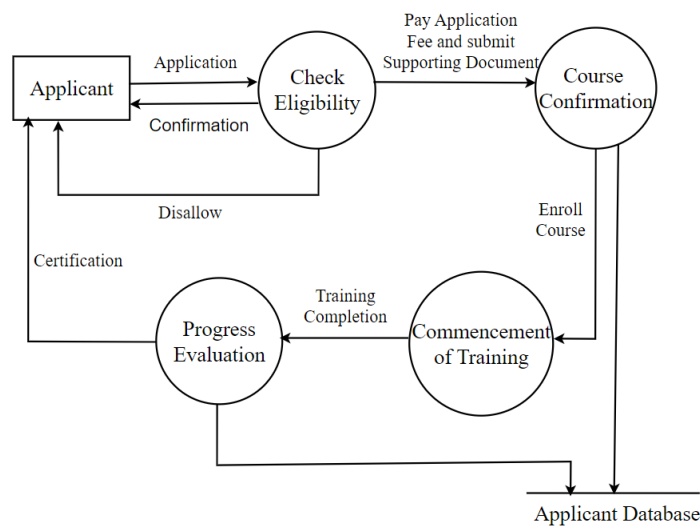 Pay Application
Fee and submit
Supporting Document
Application
Applicant
Check
Eligibility
Course
Confirmation
Confirmation
Disallow
Enroll
Course
Certification
Training
Completion
Progress
Evaluation
Commencement
of Training
Applicant Database